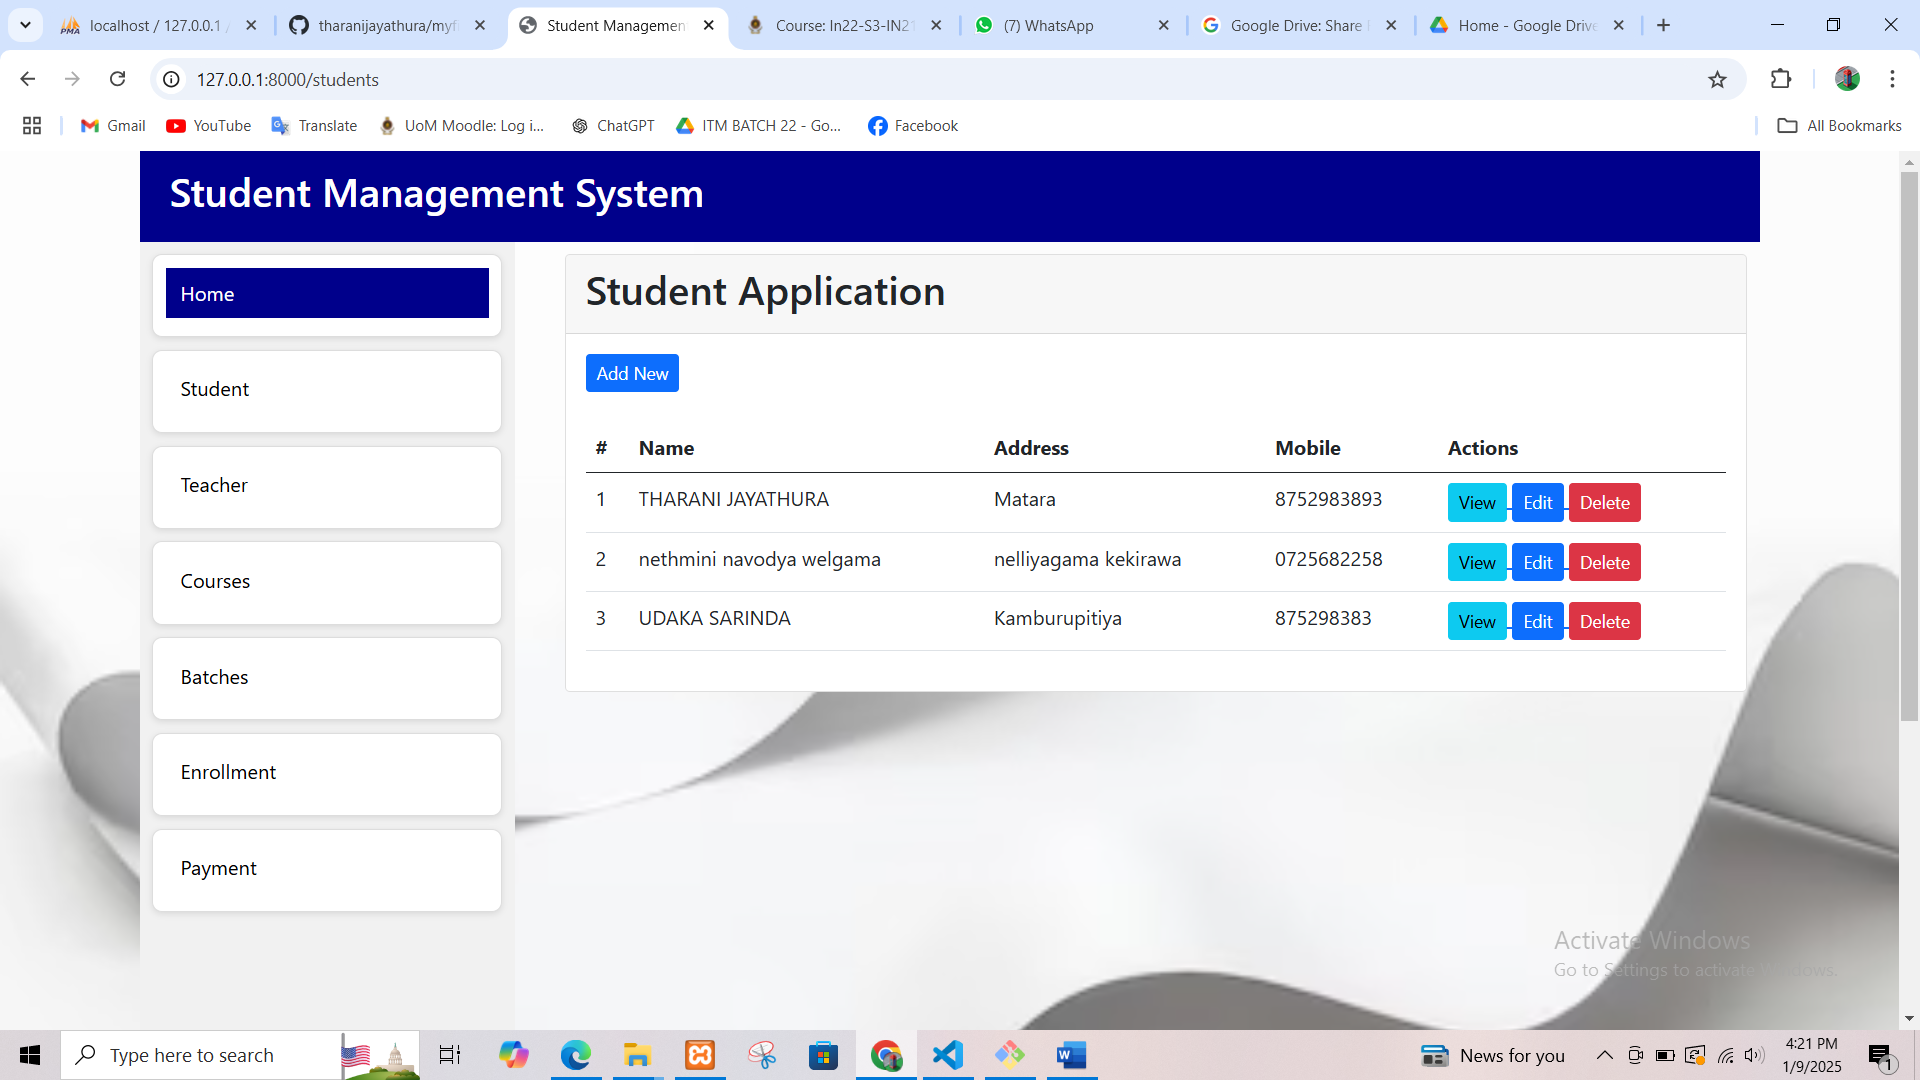 localhost / 127.0.0.1 /
tharanijayathura/myfi
Student Managemen
Course: In22-S3-IN21
(7) WhatsApp
Google Drive: Share
Home - Google Drive
127.0.0.1:8000/students
Gmail
YouTube
Translate
UoM Moodle: Log i...
ChatGPT
ITM BATCH 22 - Go...
Facebook
All Bookmarks
Student Management System
Home
Student
Teacher
Courses
Batches
Enrollment
Payment
Student Application
Add New
# Name Address Mobile Actions
1 THARANI JAYATHURA Matara 8752983893 View Edit Delete
2 nethmini navodya welgama nelliyagama kekirawa 0725682258 View Edit Delete
3 UDAKA SARINDA Kamburupitiya 875298383 View Edit Delete
Activate Windows
Go to Settings to activate Windows.
Type here to search
News for you
4:21 PM
1/9/2025
1